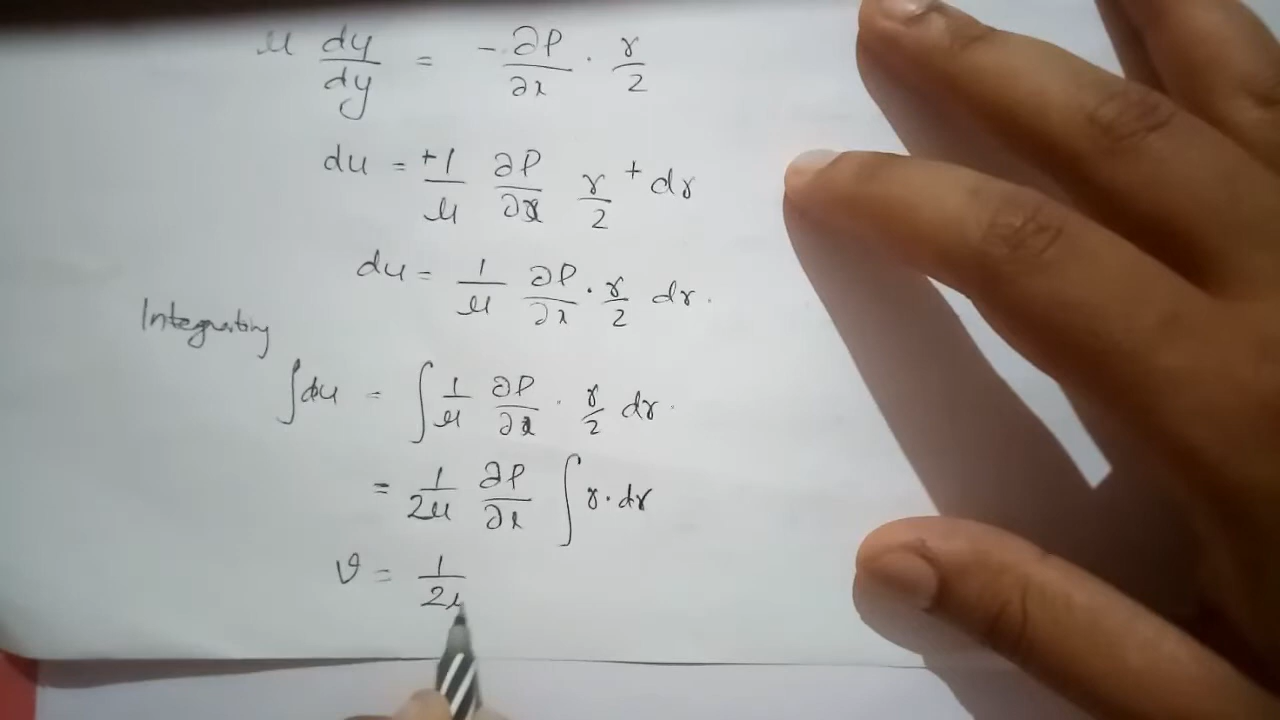 μ dy/dy = - ∂P/∂x · r/2
du = +1/μ ∂P/∂x r/2 + dr
du = 1/μ ∂P/∂x · r/2 dr.
Integrating
∫du = ∫ 1/μ ∂P/∂x · r/2 dr.
= 1/2μ ∂P/∂x ∫ r · dr
v = 1/2μ